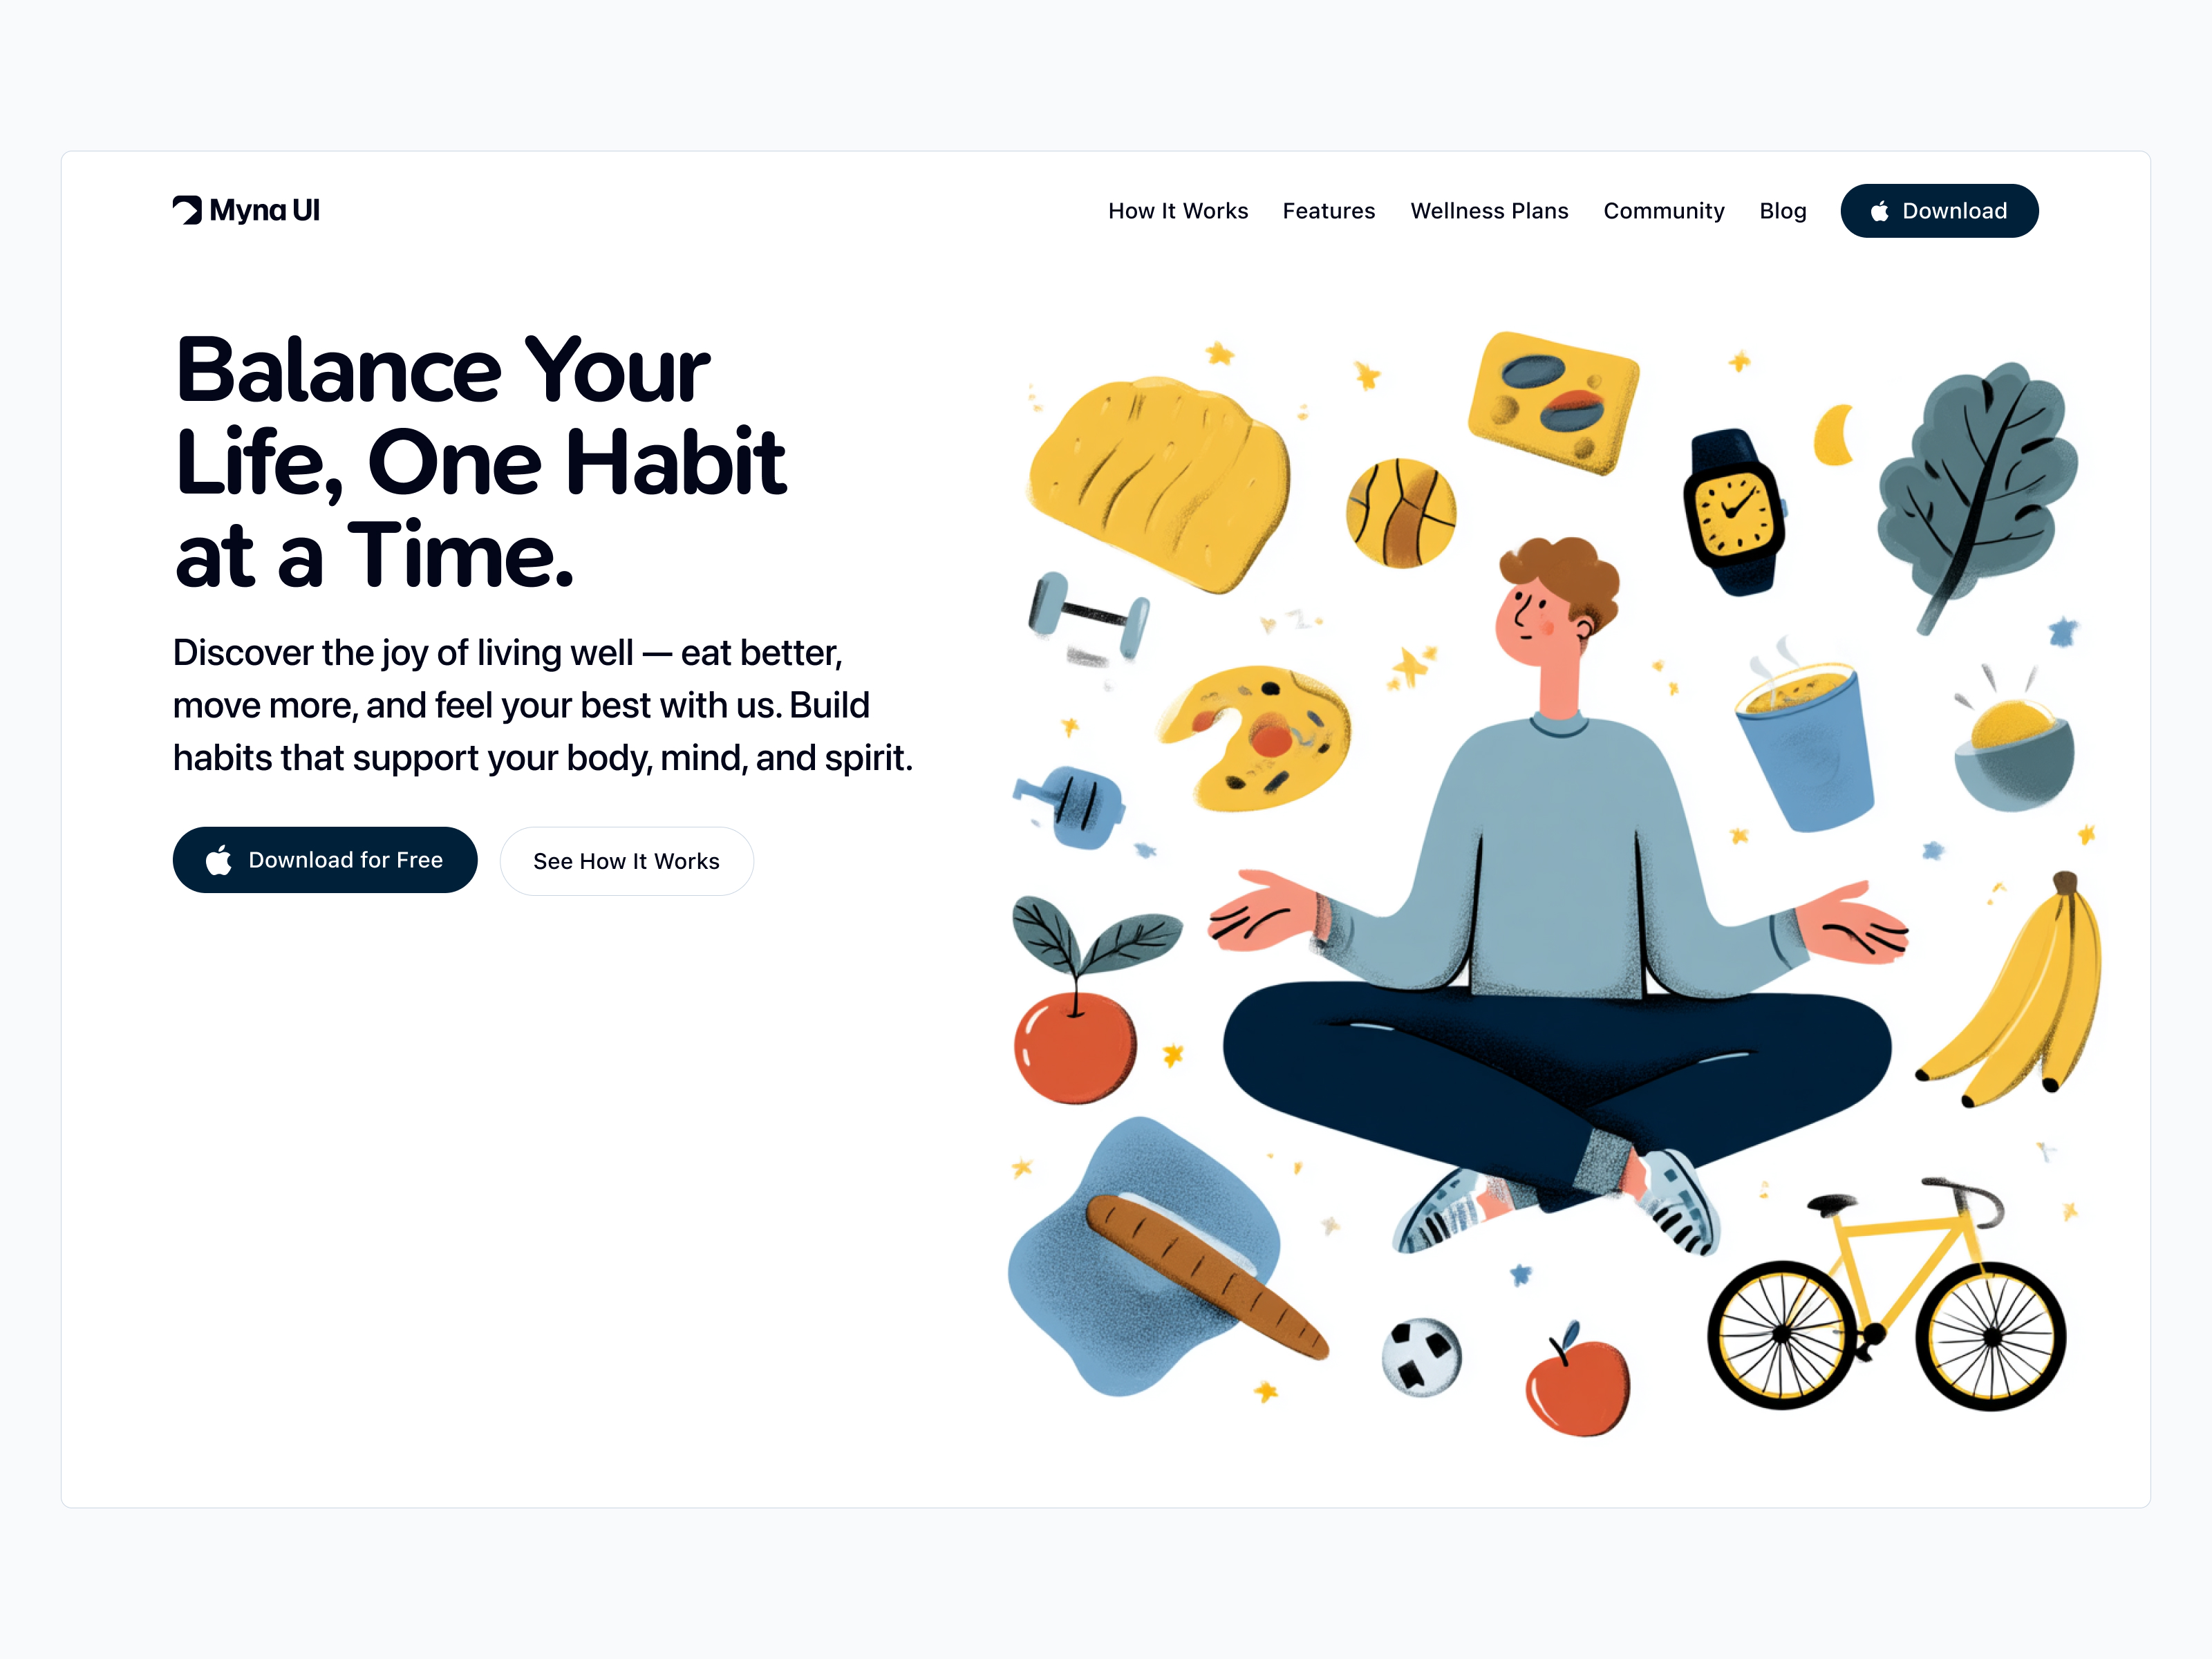 Myna UI
How It Works Features Wellness Plans Community Blog Download
Balance Your
Life, One Habit
at a Time.
Discover the joy of living well — eat better,
move more, and feel your best with us. Build
habits that support your body, mind, and spirit.
Download for Free See How It Works